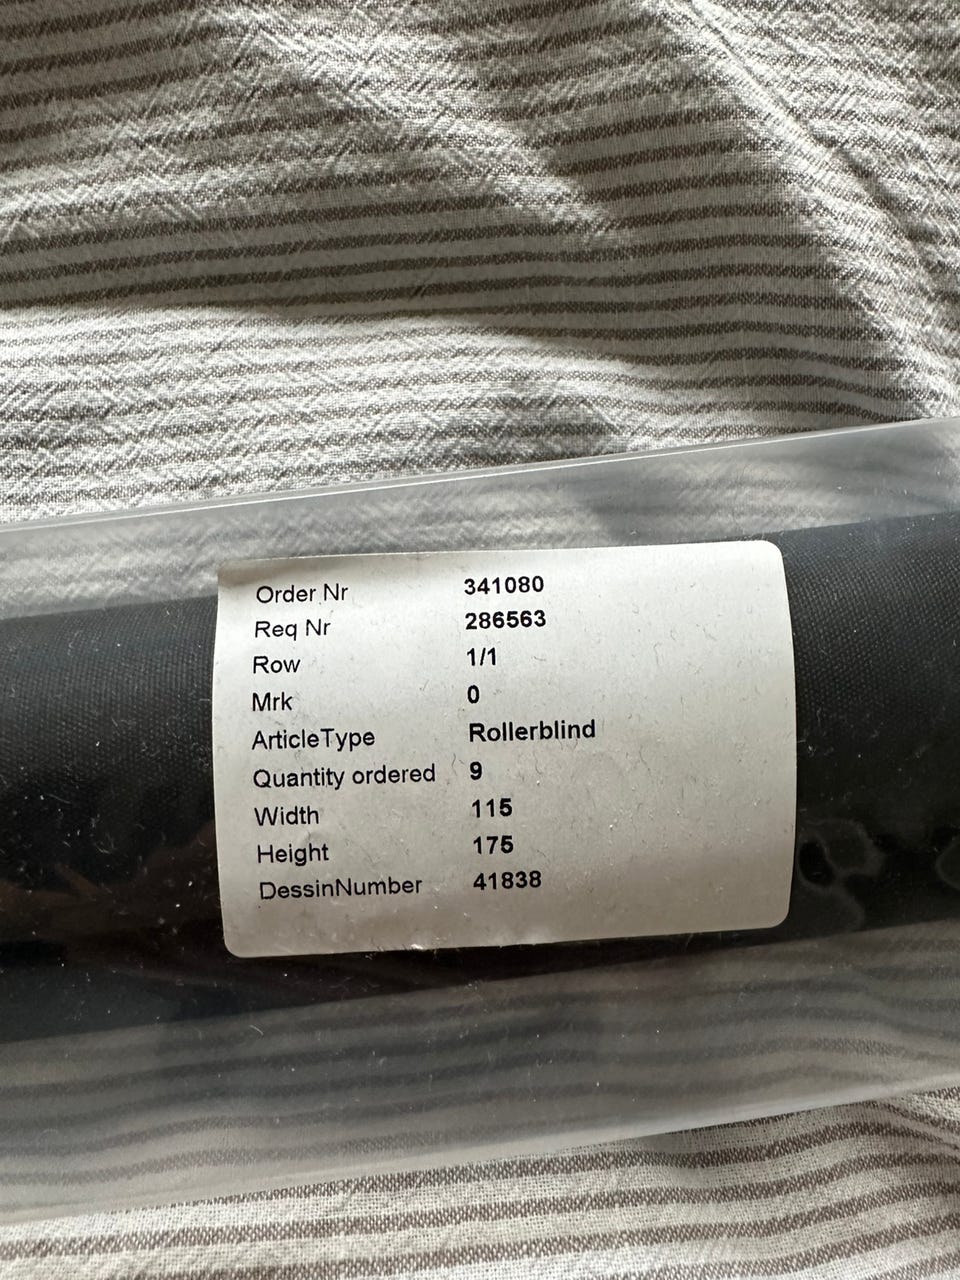 Order Nr 341080
Req Nr 286563
Row 1/1
Mrk 0
ArticleType Rollerblind
Quantity ordered 9
Width 115
Height 175
DessinNumber 41838